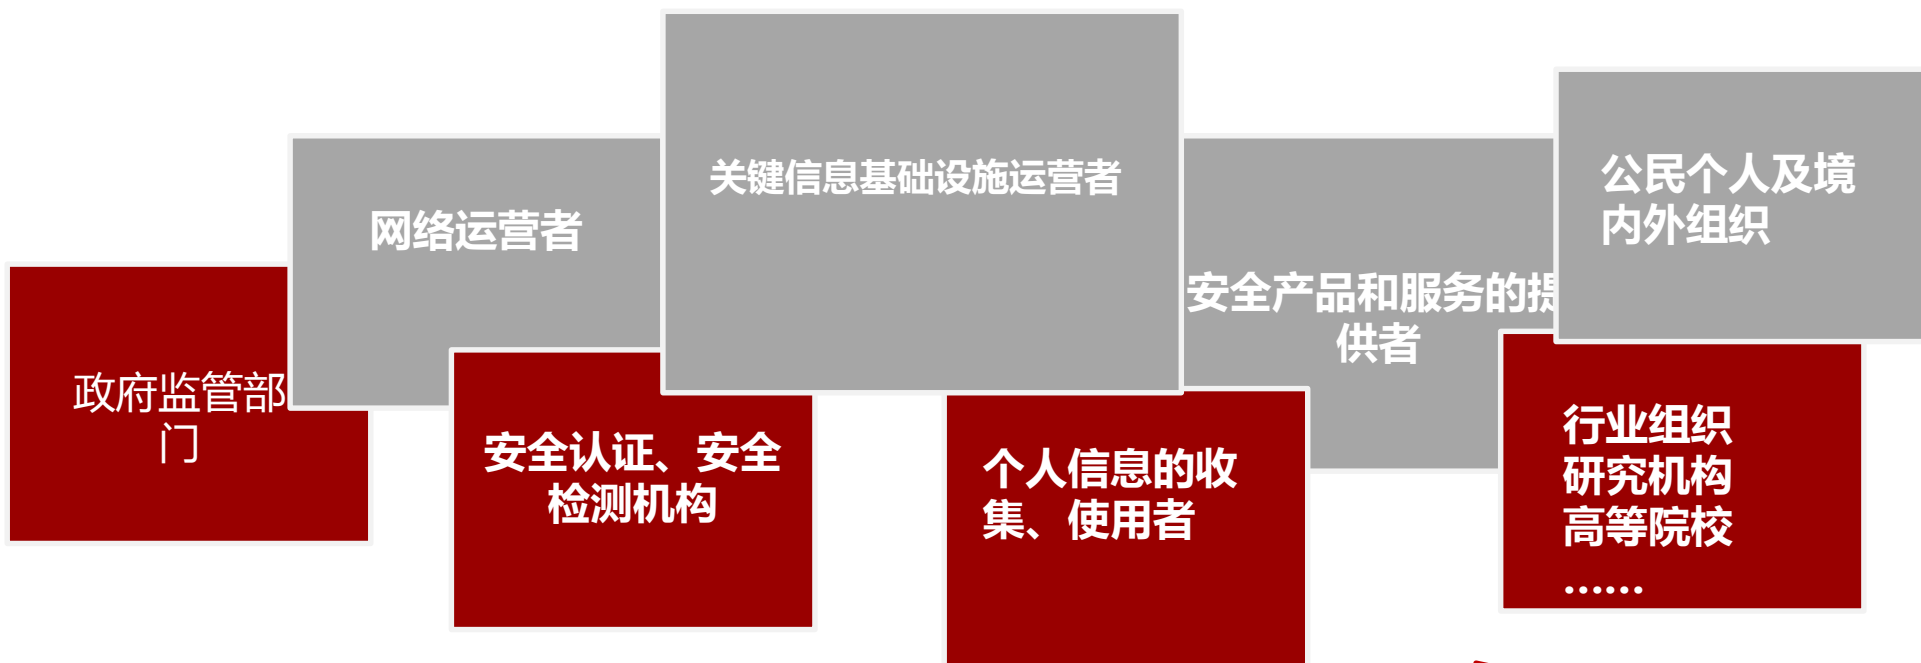 政府监管部
门
网络运营者
安全认证、安全
检测机构
关键信息基础设施运营者
个人信息的收
集、使用者
安全产品和服务的提
供者
公民个人及境
内外组织
行业组织
研究机构
高等院校
……